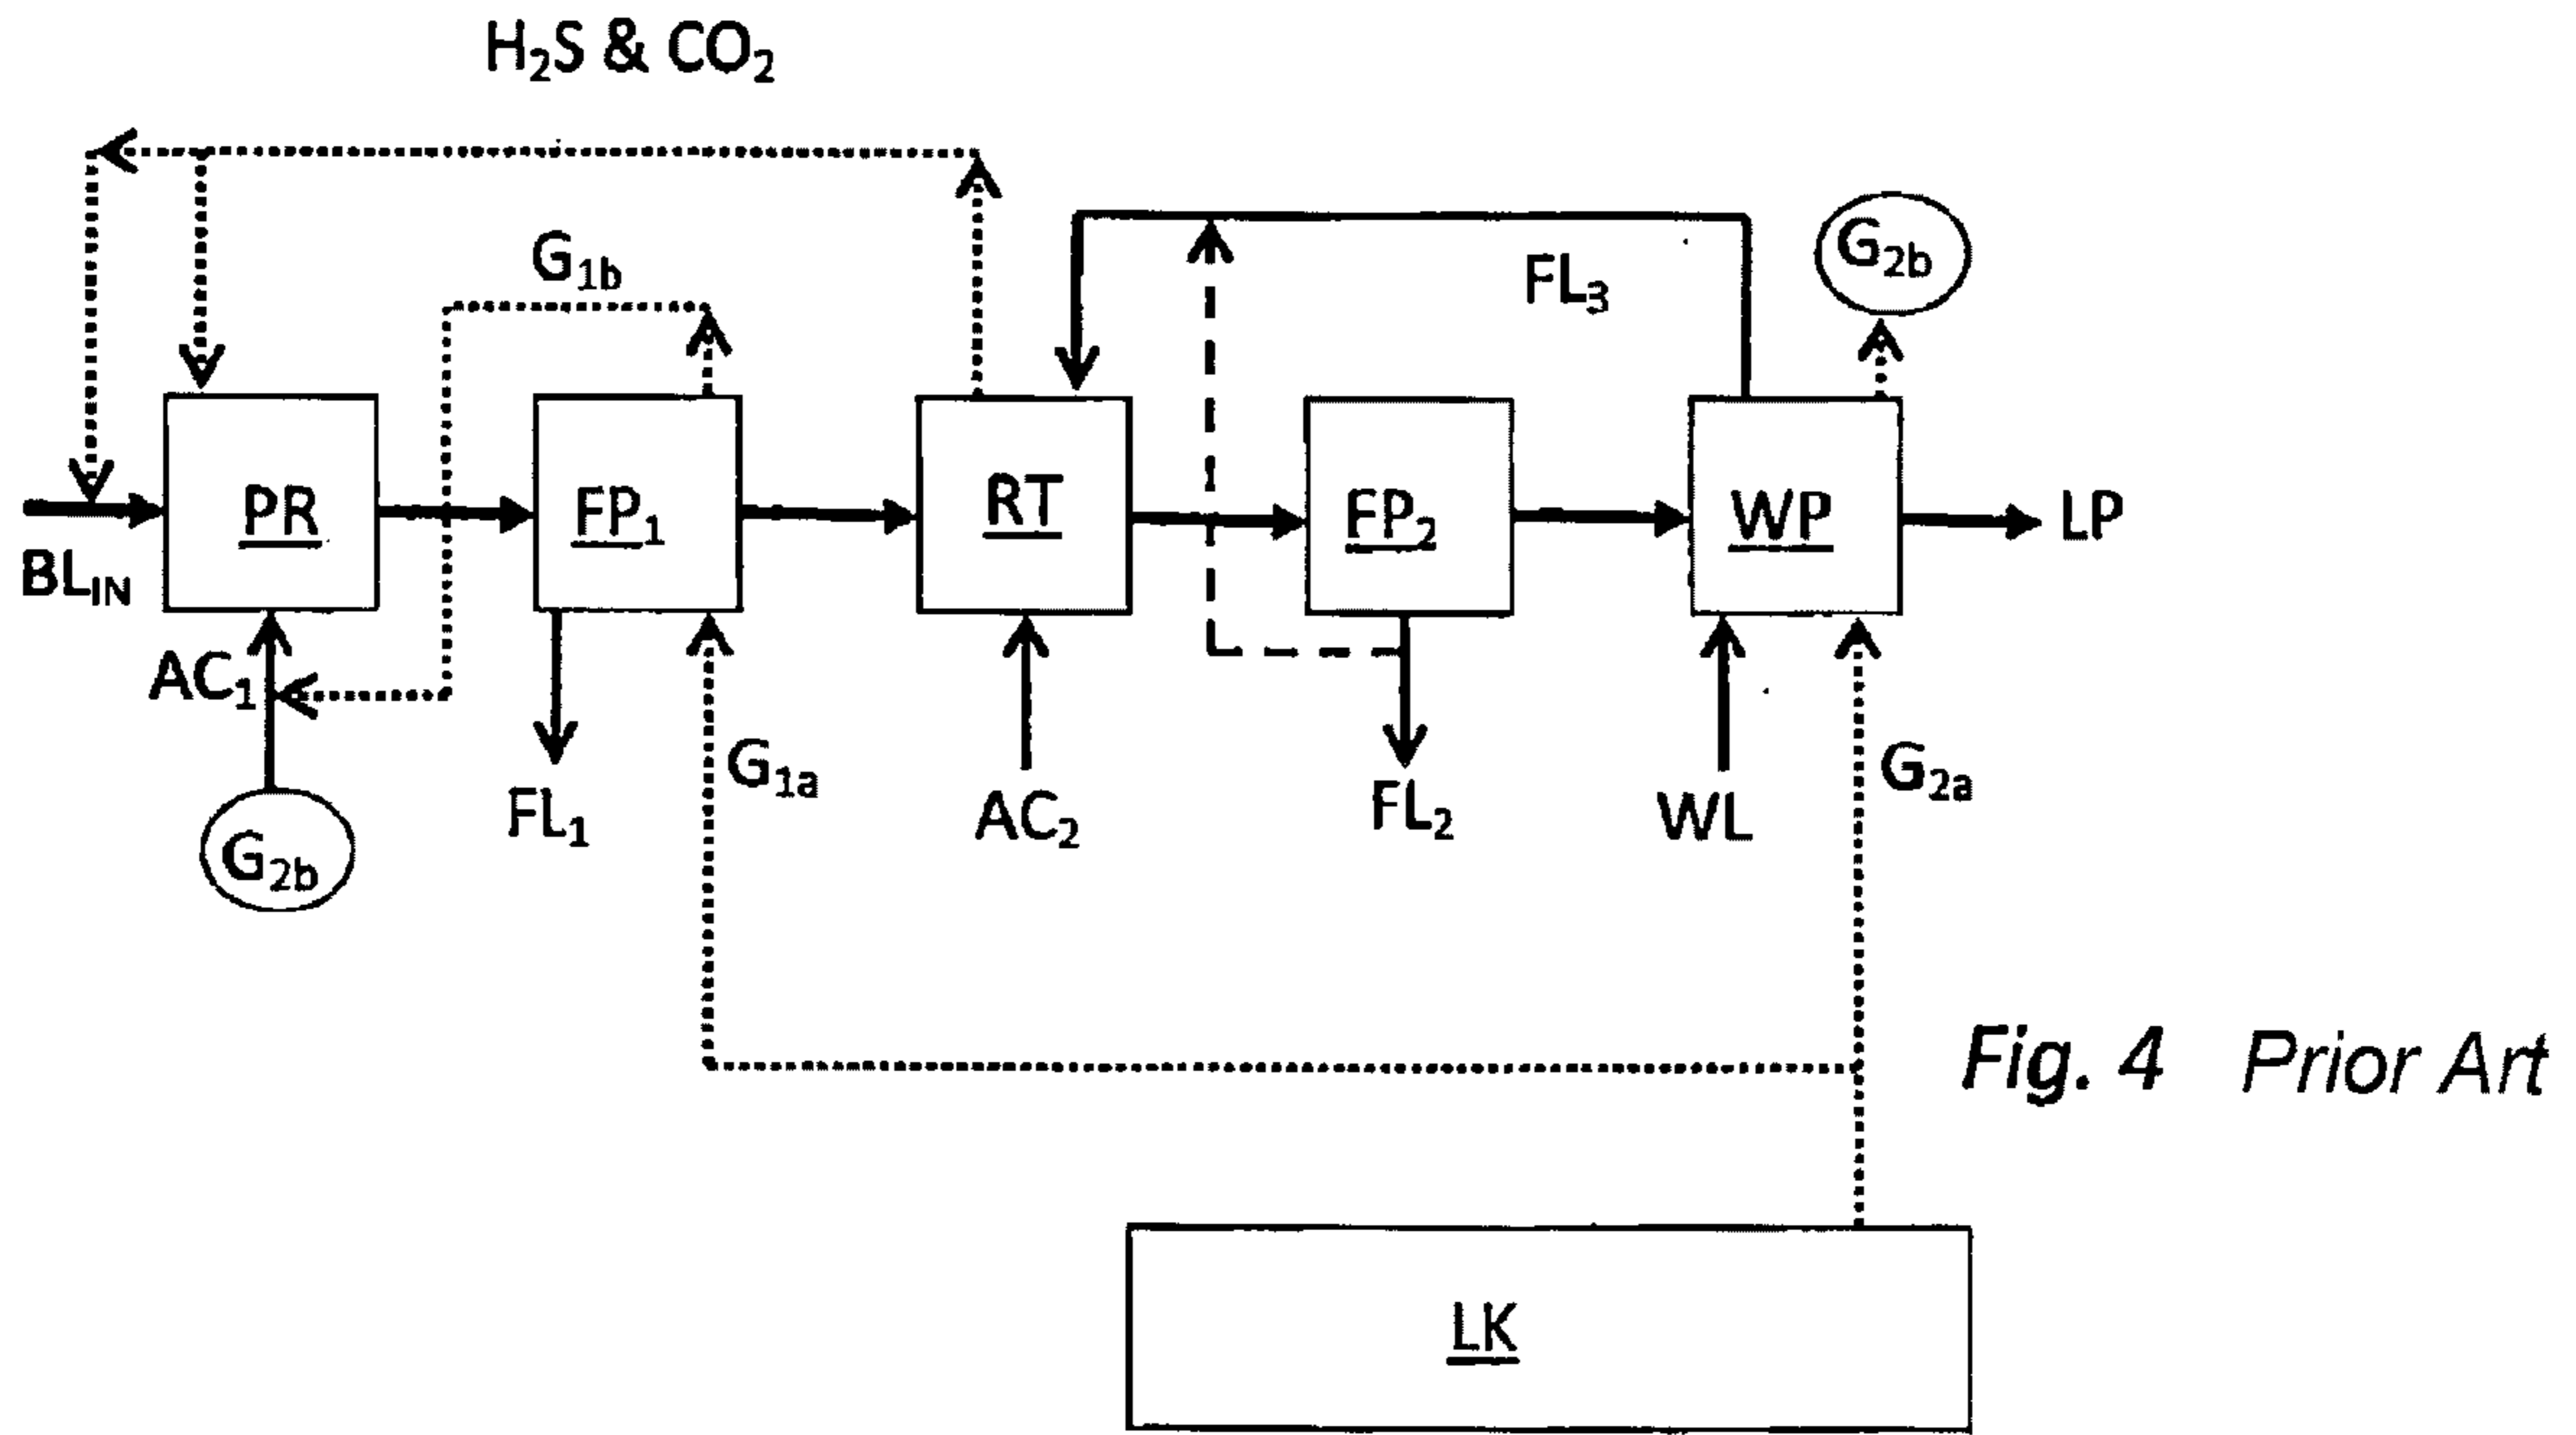 H₂S & CO₂
G₁b
FL₃
G₂b
PR
FP₁
RT
FP₂
WP
LP
BL_IN
AC₁
G₂b
FL₁
G₁a
AC₂
FL₂
WL
G₂a
Fig. 4 Prior Art
LK